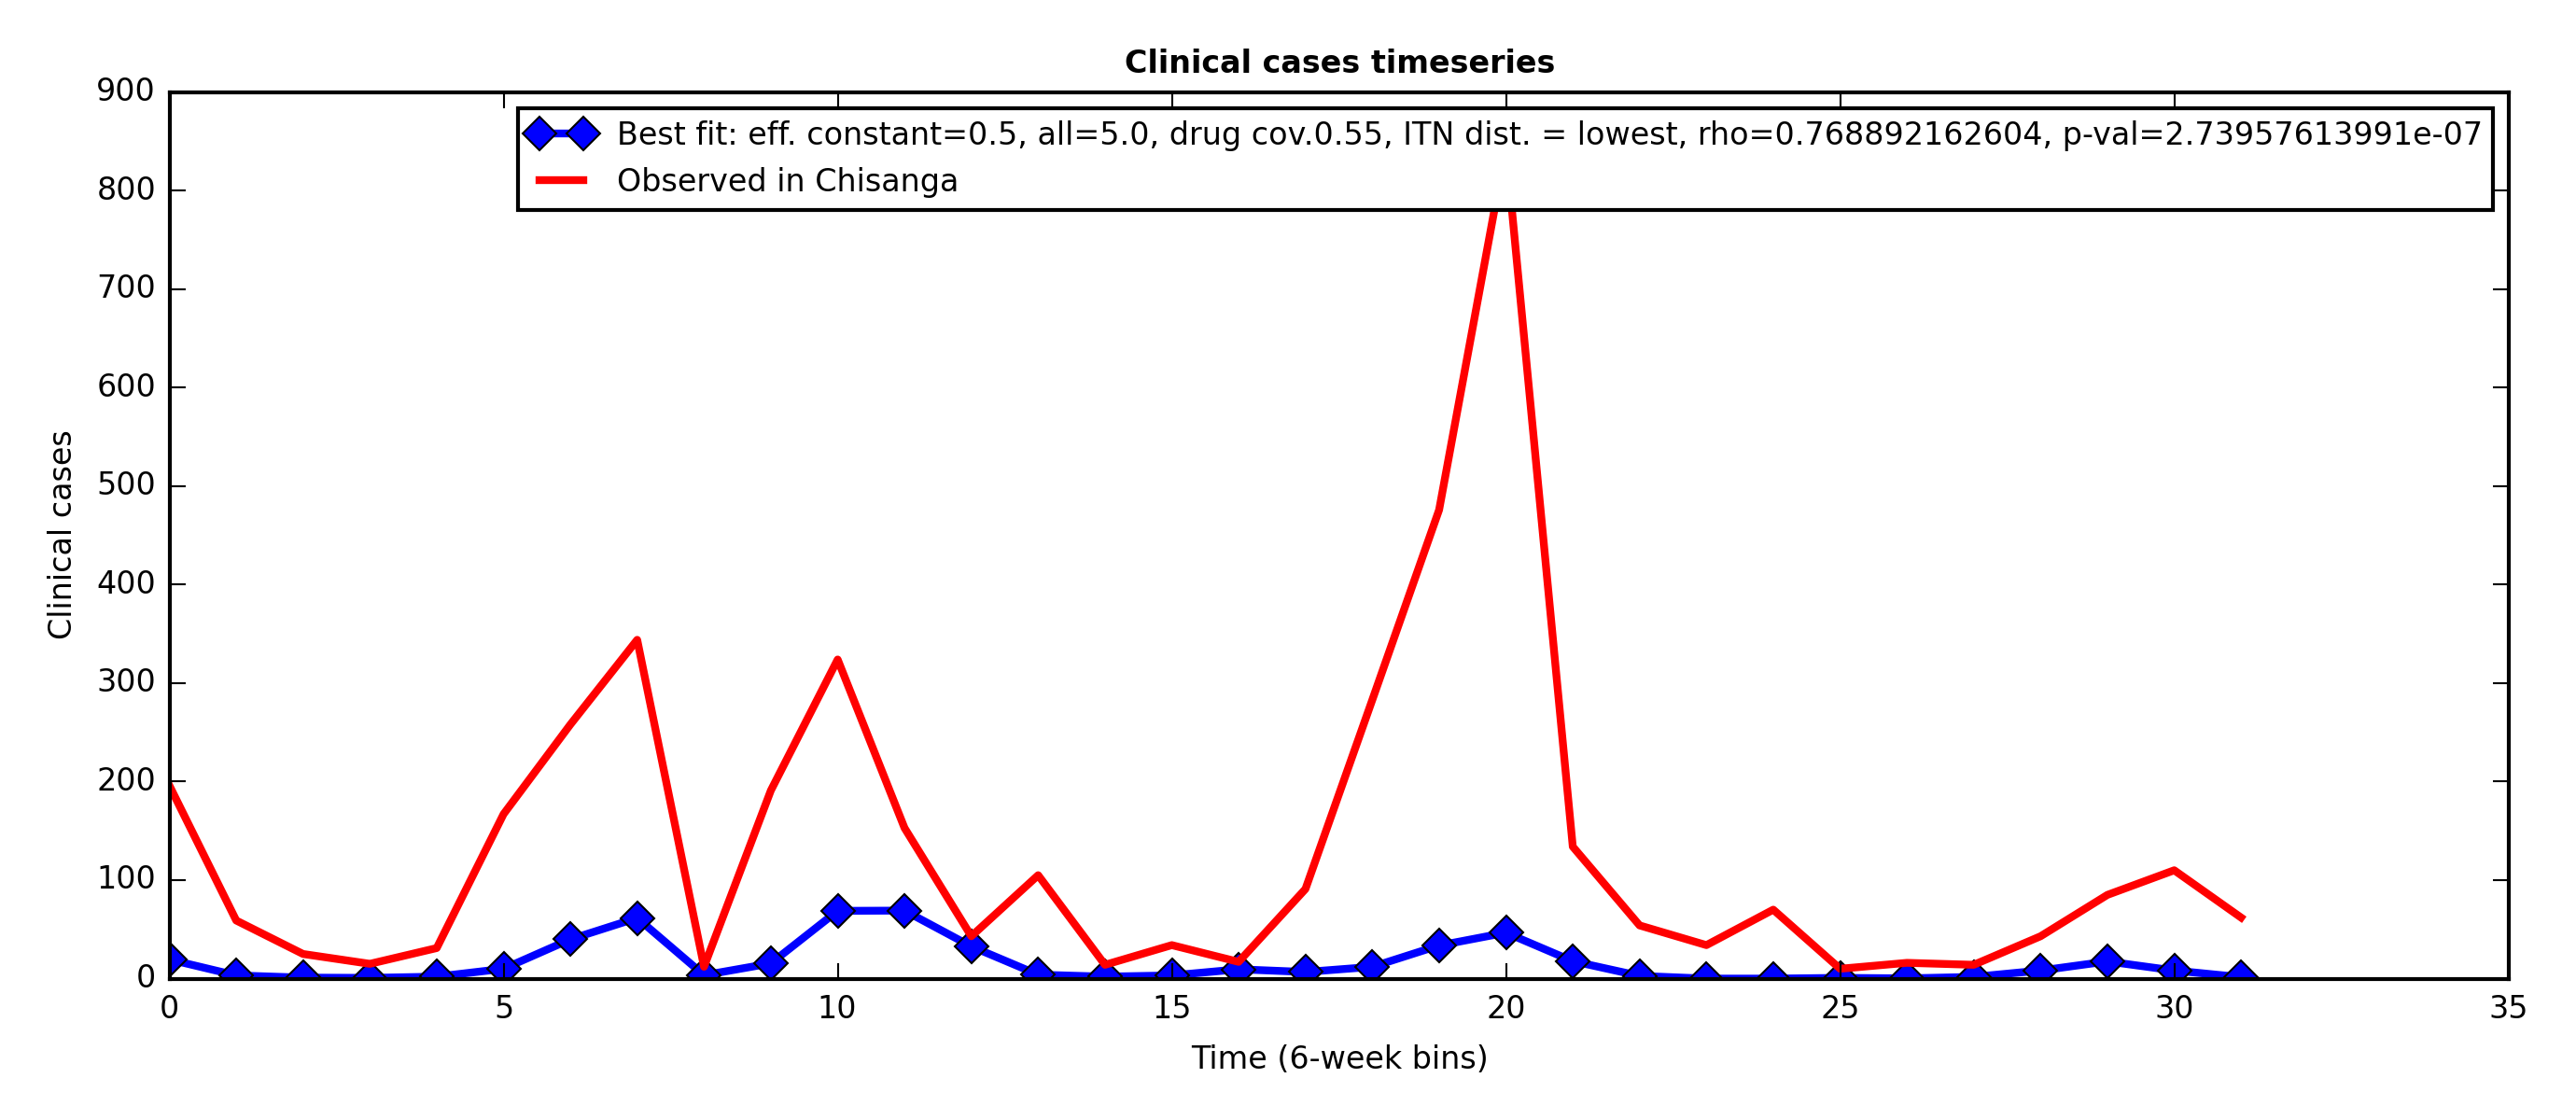 Clinical cases timeseries
Best fit: eff. constant=0.5, all=5.0, drug cov.0.55, ITN dist. = lowest, rho=0.768892162604, p-val=2.73957613991e-07
Observed in Chisanga
Clinical cases
900
800
700
600
500
400
300
200
100
0
0 5 10 15 20 25 30 35
Time (6-week bins)